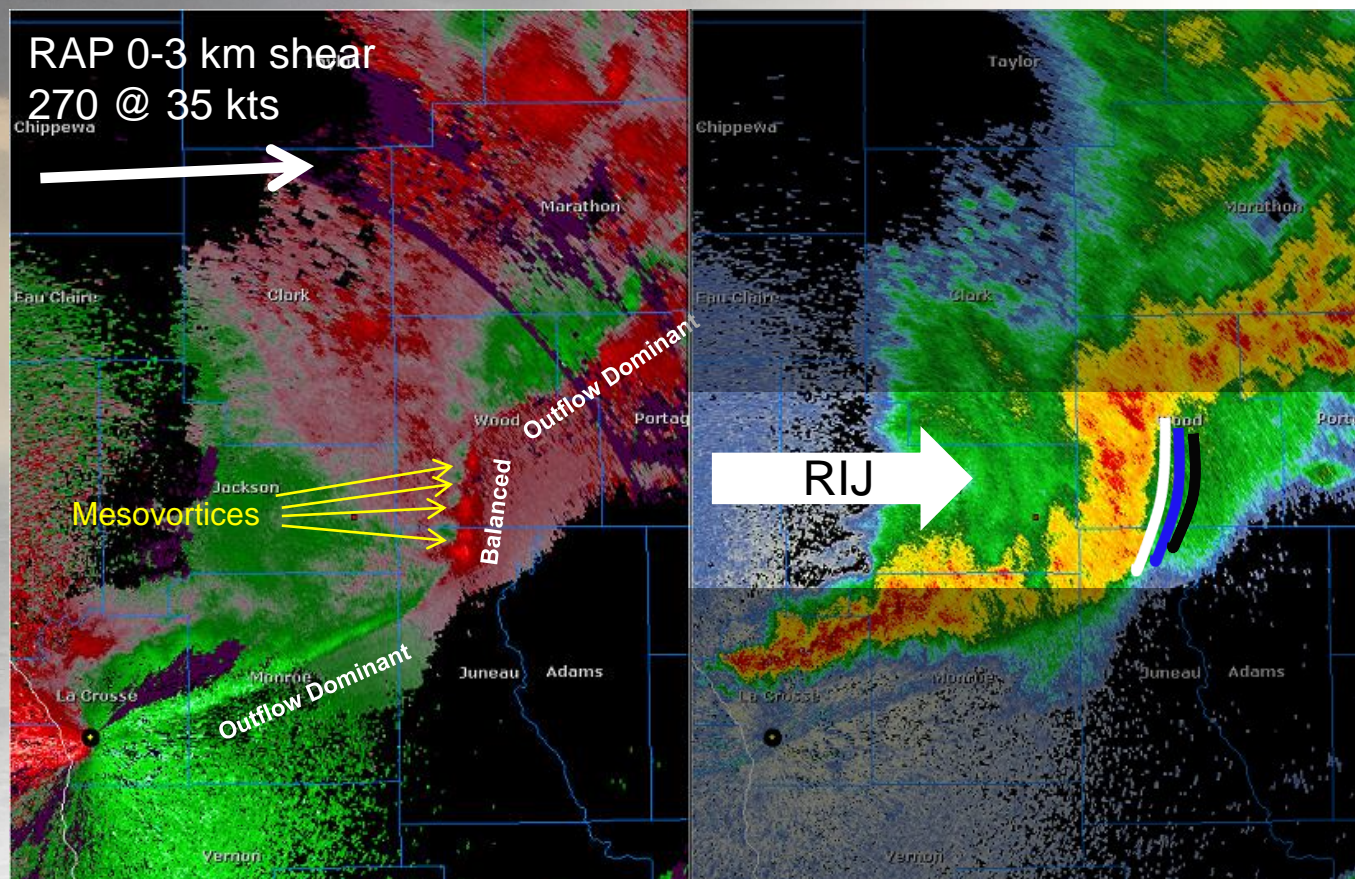 RAP 0-3 km shear
270 @ 35 kts
Chippewa
Marathon
Eau Claire
Clark
Outflow Dominant
Wood
Portag
Balanced
Jackson
Mesovortices
Outflow Dominant
Monroe
Juneau
Adams
La Crosse
Vernon
Taylor
Chippewa
Marathon
Eau Claire
Clark
ood
Port
RIJ
Monroe
Juneau
Adams
La Crosse
Vernon